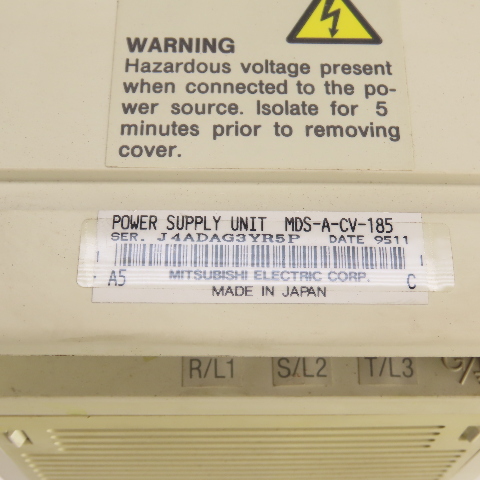 WARNING
Hazardous voltage present
when connected to the po-
wer source. Isolate for 5
minutes prior to removing
cover.
POWER SUPPLY UNIT MDS-A-CV-185
SER. J4ADAG3YR5P DATE 9511
A5 MITSUBISHI ELECTRIC CORP. C
MADE IN JAPAN
R/L1 S/L2 T/L3